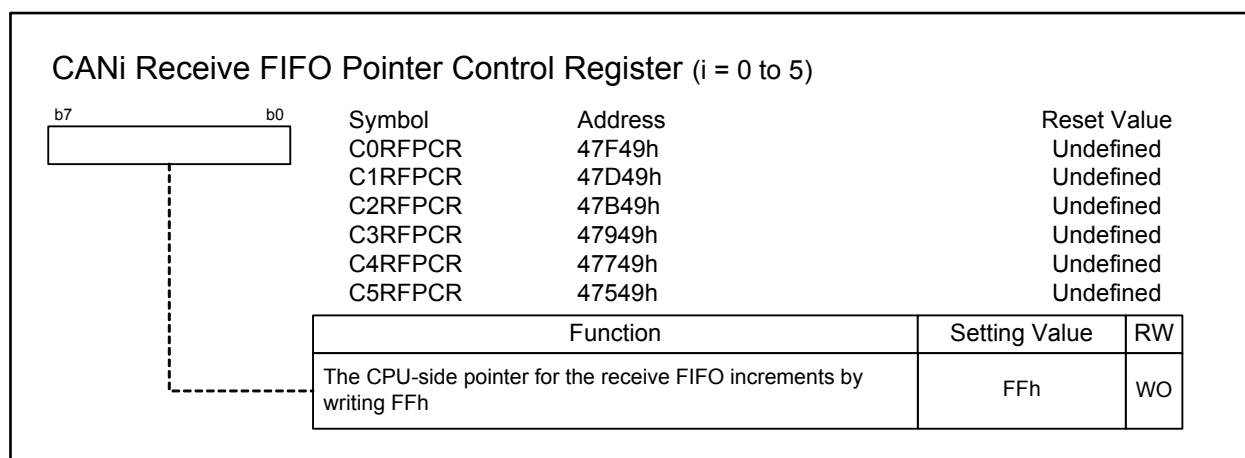 CANi Receive FIFO Pointer Control Register (i = 0 to 5)
b7 b0 Symbol Address Reset Value
C0RFPCR 47F49h Undefined
C1RFPCR 47D49h Undefined
C2RFPCR 47B49h Undefined
C3RFPCR 47949h Undefined
C4RFPCR 47749h Undefined
C5RFPCR 47549h Undefined
Function Setting Value RW
The CPU-side pointer for the receive FIFO increments by
writing FFh
FFh WO